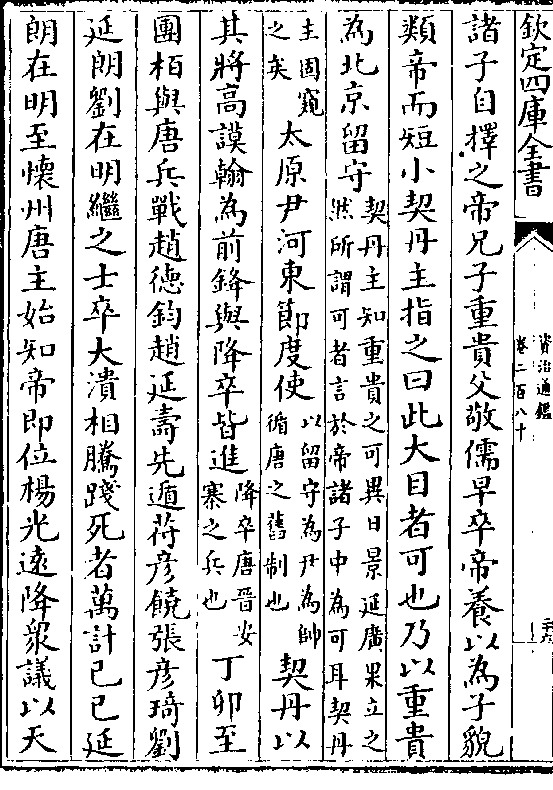 欽定四庫全書
資治通鑑
卷二百八十
諸子自擇之帝兄子重貴父敬儒早卒帝養以為子貌
類帝而短小契丹主指之曰此大目者可也乃以重貴
為北京留守契丹主知重貴之可異日景延廣果立之然所謂可者言於帝諸子中為可耳契丹
主固窺之矣太原尹河東節度使以留守為尹為帥循唐之舊制也契丹以
其將高謨翰為前鋒與降卒皆進降卒唐晉安寨之兵也丁卯至
團栢與唐兵戰趙德鈞趙延壽先遁苻彥饒張彥琦劉
延朗劉在明繼之士卒大潰相騰踐死者萬計己巳延
朗在明至懷州唐主始知帝即位楊光遠降衆議以天